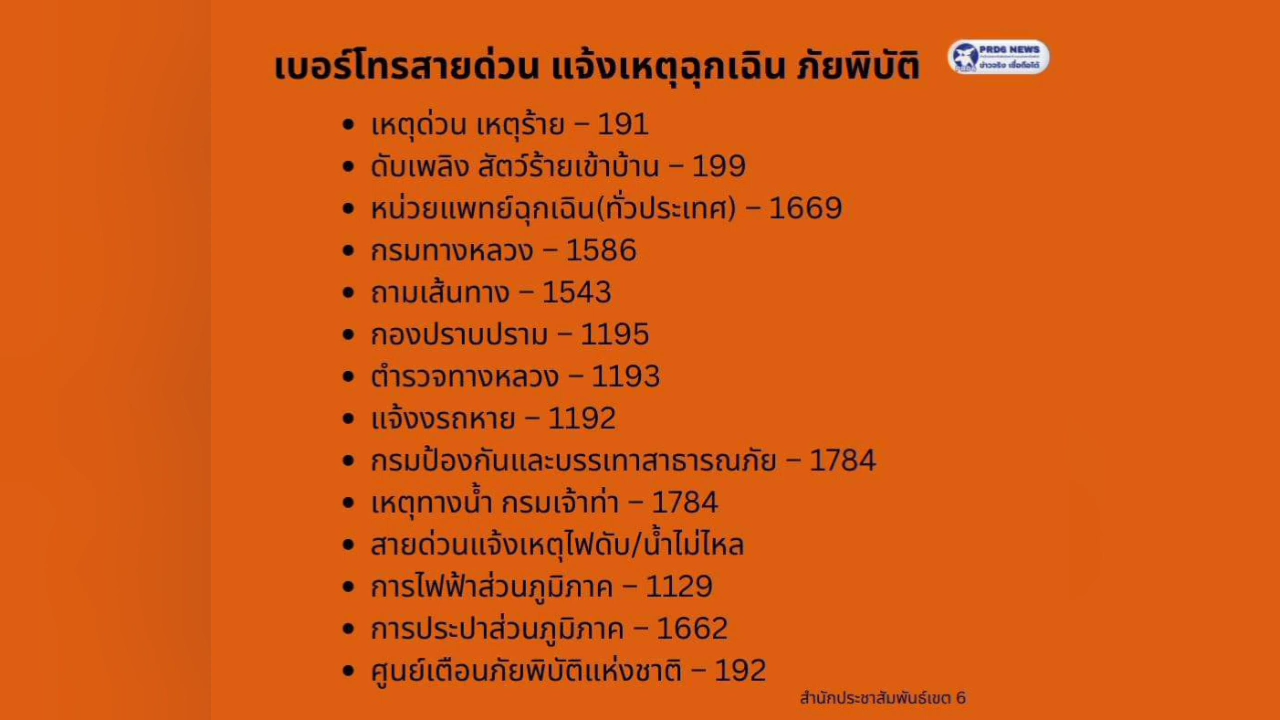 เบอร์โทรสายด่วน แจ้งเหตุฉุกเฉิน ภัยพิบัติ
PRD6 NEWS
ข่าวจริง เชื่อถือได้
• เหตุด่วน เหตุร้าย – 191
• ดับเพลิง สัตว์ร้ายเข้าบ้าน – 199
• หน่วยแพทย์ฉุกเฉิน(ทั่วประเทศ) – 1669
• กรมทางหลวง – 1586
• ถามเส้นทาง – 1543
• กองปราบปราม – 1195
• ตำรวจทางหลวง – 1193
• แจ้งงรถหาย – 1192
• กรมป้องกันและบรรเทาสาธารณภัย – 1784
• เหตุทางน้ำ กรมเจ้าท่า – 1784
• สายด่วนแจ้งเหตุไฟดับ/น้ำไม่ไหล
• การไฟฟ้าส่วนภูมิภาค – 1129
• การประปาส่วนภูมิภาค – 1662
• ศูนย์เตือนภัยพิบัติแห่งชาติ – 192
สำนักประชาสัมพันธ์เขต 6